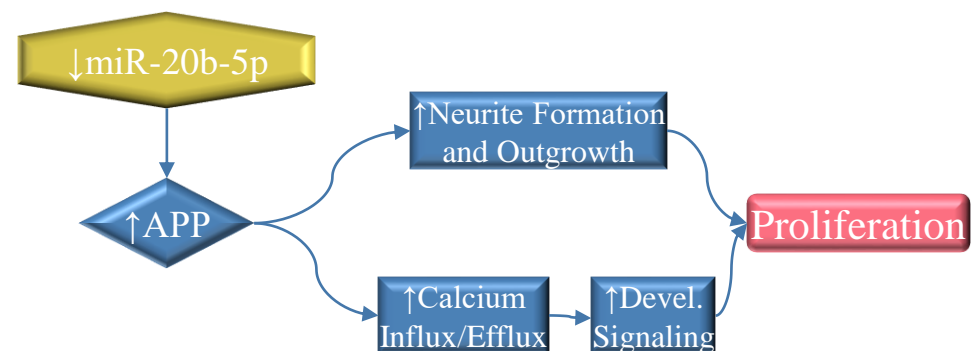 ↓miR-20b-5p
↑APP
↑Neurite Formation
and Outgrowth
↑Calcium
Influx/Efflux
↑Devel.
Signaling
Proliferation